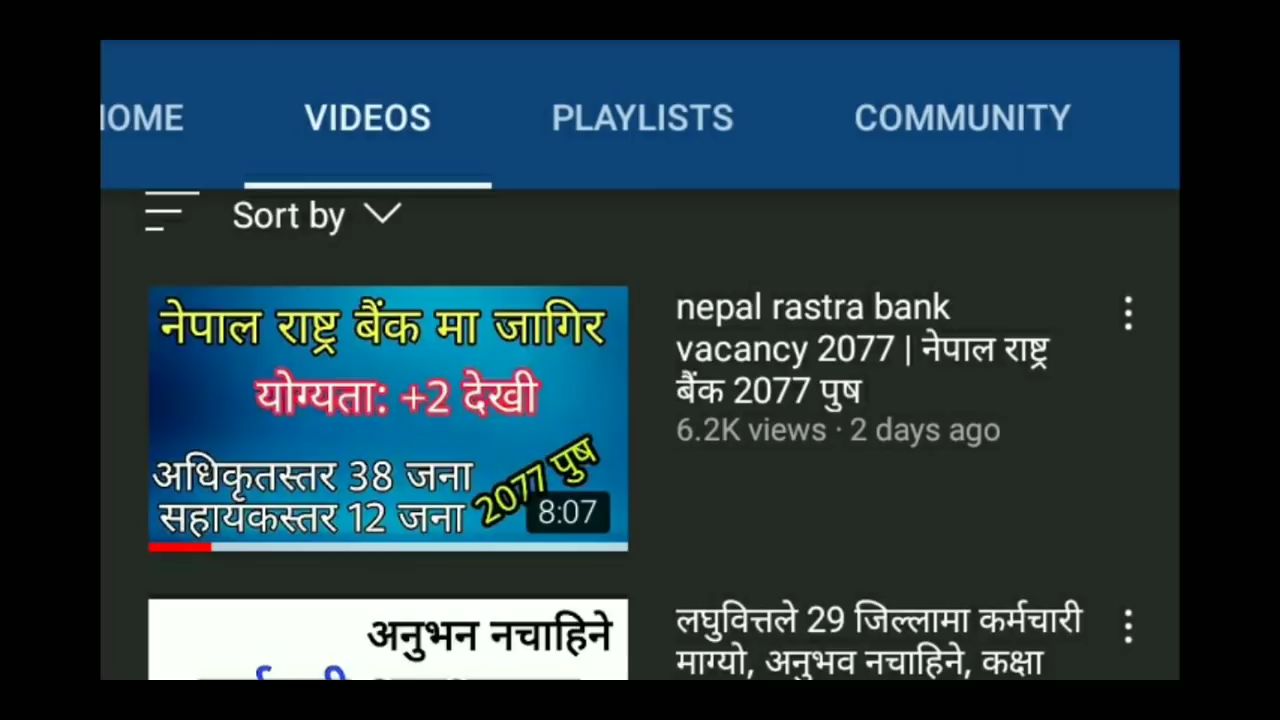 HOME VIDEOS PLAYLISTS COMMUNITY
Sort by
नेपाल राष्ट्र बैंक मा जागिर
योग्यता: +2 देखी
अधिकृतस्तर 38 जना
सहायकस्तर 12 जना
2077 पुष
8:07
nepal rastra bank
vacancy 2077 | नेपाल राष्ट्र
बैंक 2077 पुष
6.2K views · 2 days ago
अनुभन नचाहिने
लघुवित्तले 29 जिल्लामा कर्मचारी
माग्यो, अनुभव नचाहिने, कक्षा